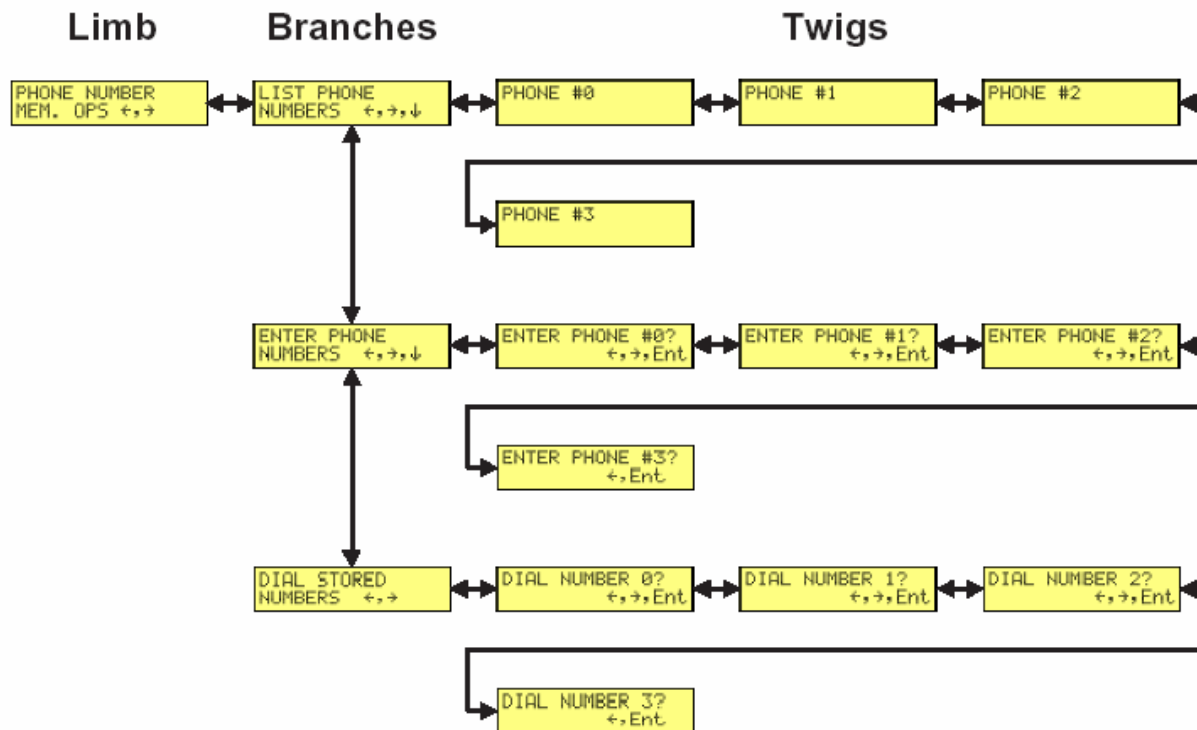 Limb Branches Twigs
PHONE NUMBER
MEM. OPS ←,→
LIST PHONE
NUMBERS ←,→,↓
PHONE #0
PHONE #1
PHONE #2
PHONE #3
ENTER PHONE
NUMBERS ←,→,↓
ENTER PHONE #0?
←,→,Ent
ENTER PHONE #1?
←,→,Ent
ENTER PHONE #2?
←,→,Ent
ENTER PHONE #3?
←,Ent
DIAL STORED
NUMBERS ←,→
DIAL NUMBER 0?
←,→,Ent
DIAL NUMBER 1?
←,→,Ent
DIAL NUMBER 2?
←,→,Ent
DIAL NUMBER 3?
←,Ent